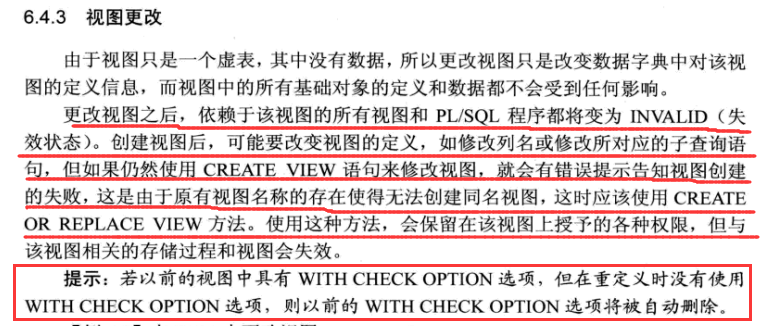 6.4.3 视图更改
由于视图只是一个虚表，其中没有数据，所以更改视图只是改变数据字典中对该视
图的定义信息，而视图中的所有基础对象的定义和数据都不会受到任何影响。
更改视图之后，依赖于该视图的所有视图和 PL/SQL 程序都将变为 INVALID（失
效状态）。创建视图后，可能要改变视图的定义，如修改列名或修改所对应的子查询语
句，但如果仍然使用 CREATE VIEW 语句来修改视图，就会有错误提示告知视图创建
的失败，这是由于原有视图名称的存在使得无法创建同名视图，这时应该使用 CREATE
OR REPLACE VIEW 方法。使用这种方法，会保留在该视图上授予的各种权限，但与
该视图相关的存储过程和视图会失效。
提示：若以前的视图中具有 WITH CHECK OPTION 选项，但在重定义时没有使用
WITH CHECK OPTION 选项，则以前的 WITH CHECK OPTION 选项将被自动删除。